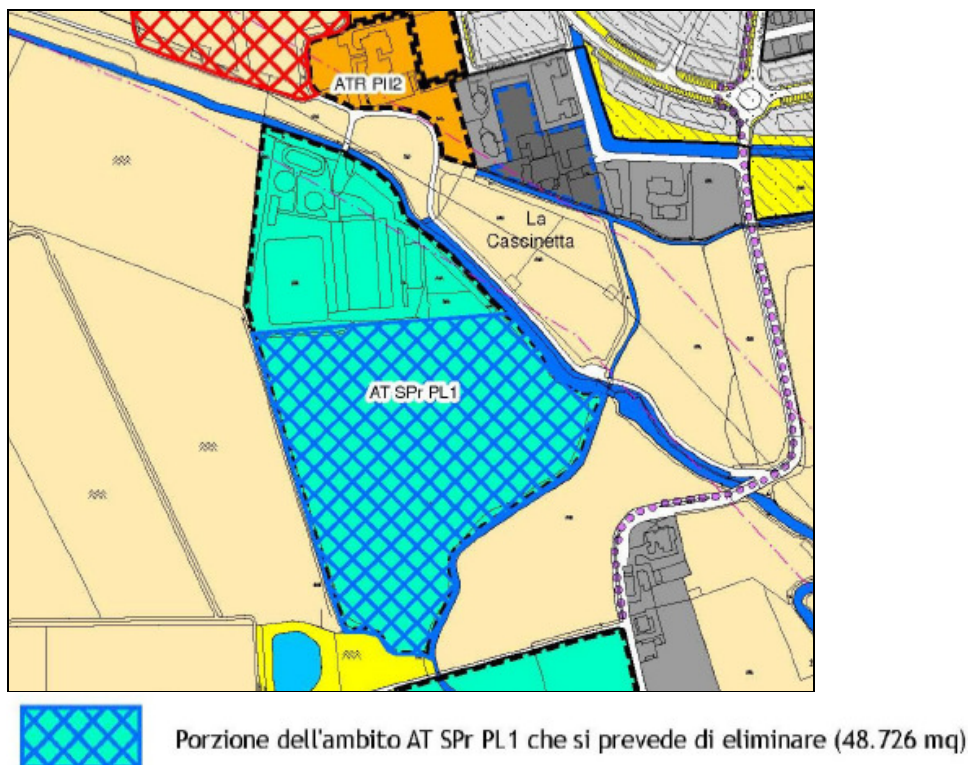 ATR PII2
La
Cascinetta
AT SPr PL1
Porzione dell'ambito AT SPr PL1 che si prevede di eliminare (48.726 mq)